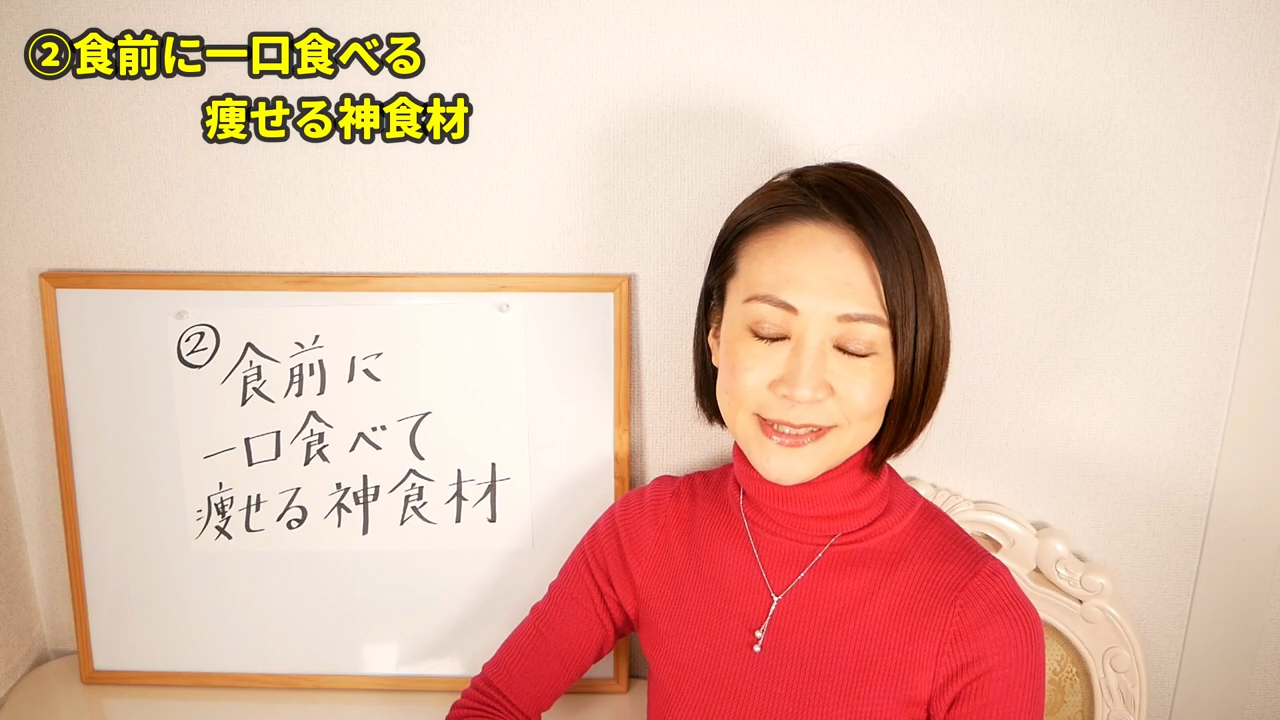 ②食前に一口食べる
痩せる神食材
② 食前に
一口食べて
痩せる神食材